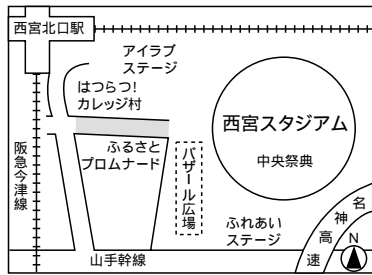 西宮北口駅
アイラブ
ステージ
はつらつ!
カレッジ村
西宮スタジアム
中央祭典
阪急今津線
ふるさと
プロムナード
バザール広場
ふれあい
ステージ
名神高速
N
山手幹線